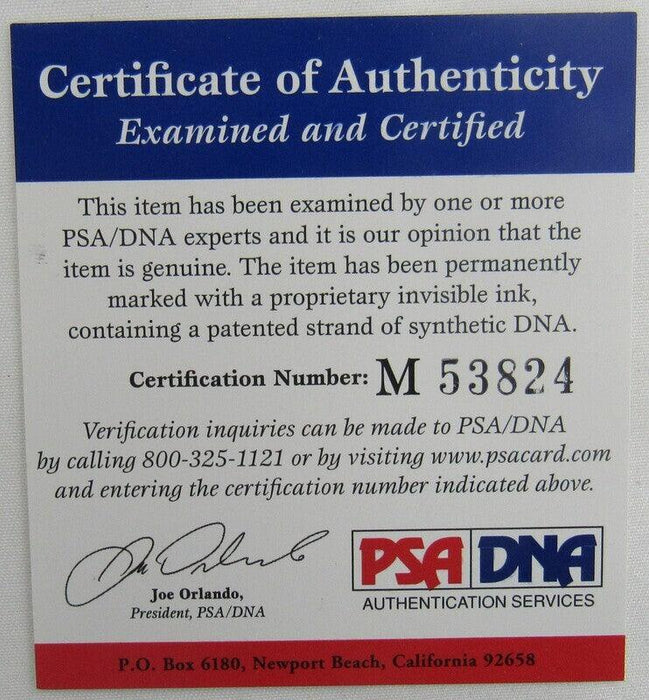 Certificate of Authenticity
Examined and Certified
This item has been examined by one or more
PSA/DNA experts and it is our opinion that the
item is genuine. The item has been permanently
marked with a proprietary invisible ink,
containing a patented strand of synthetic DNA.
Certification Number: M 53824
Verification inquiries can be made to PSA/DNA
by calling 800-325-1121 or by visiting www.psacard.com
and entering the certification number indicated above.
Joe Orlando,
President, PSA/DNA
PSA DNA
AUTHENTICATION SERVICES
P.O. Box 6180, Newport Beach, California 92658